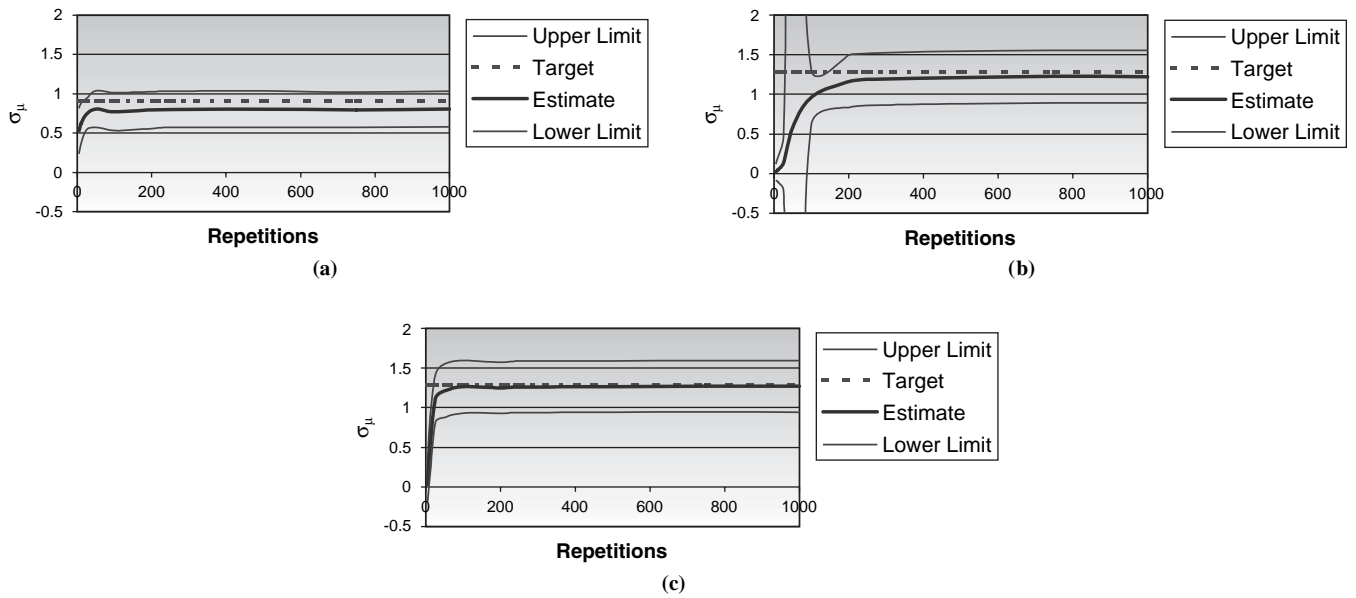 2
1.5
1
0.5
0
-0.5
σμ
0 200 400 600 800 1000
Repetitions
Upper Limit
Target
Estimate
Lower Limit
(a)
2
1.5
1
0.5
0
-0.5
σμ
0 200 400 600 800 1000
Repetitions
Upper Limit
Target
Estimate
Lower Limit
(b)
2
1.5
1
0.5
0
-0.5
σμ
0 200 400 600 800 1000
Repetitions
Upper Limit
Target
Estimate
Lower Limit
(c)